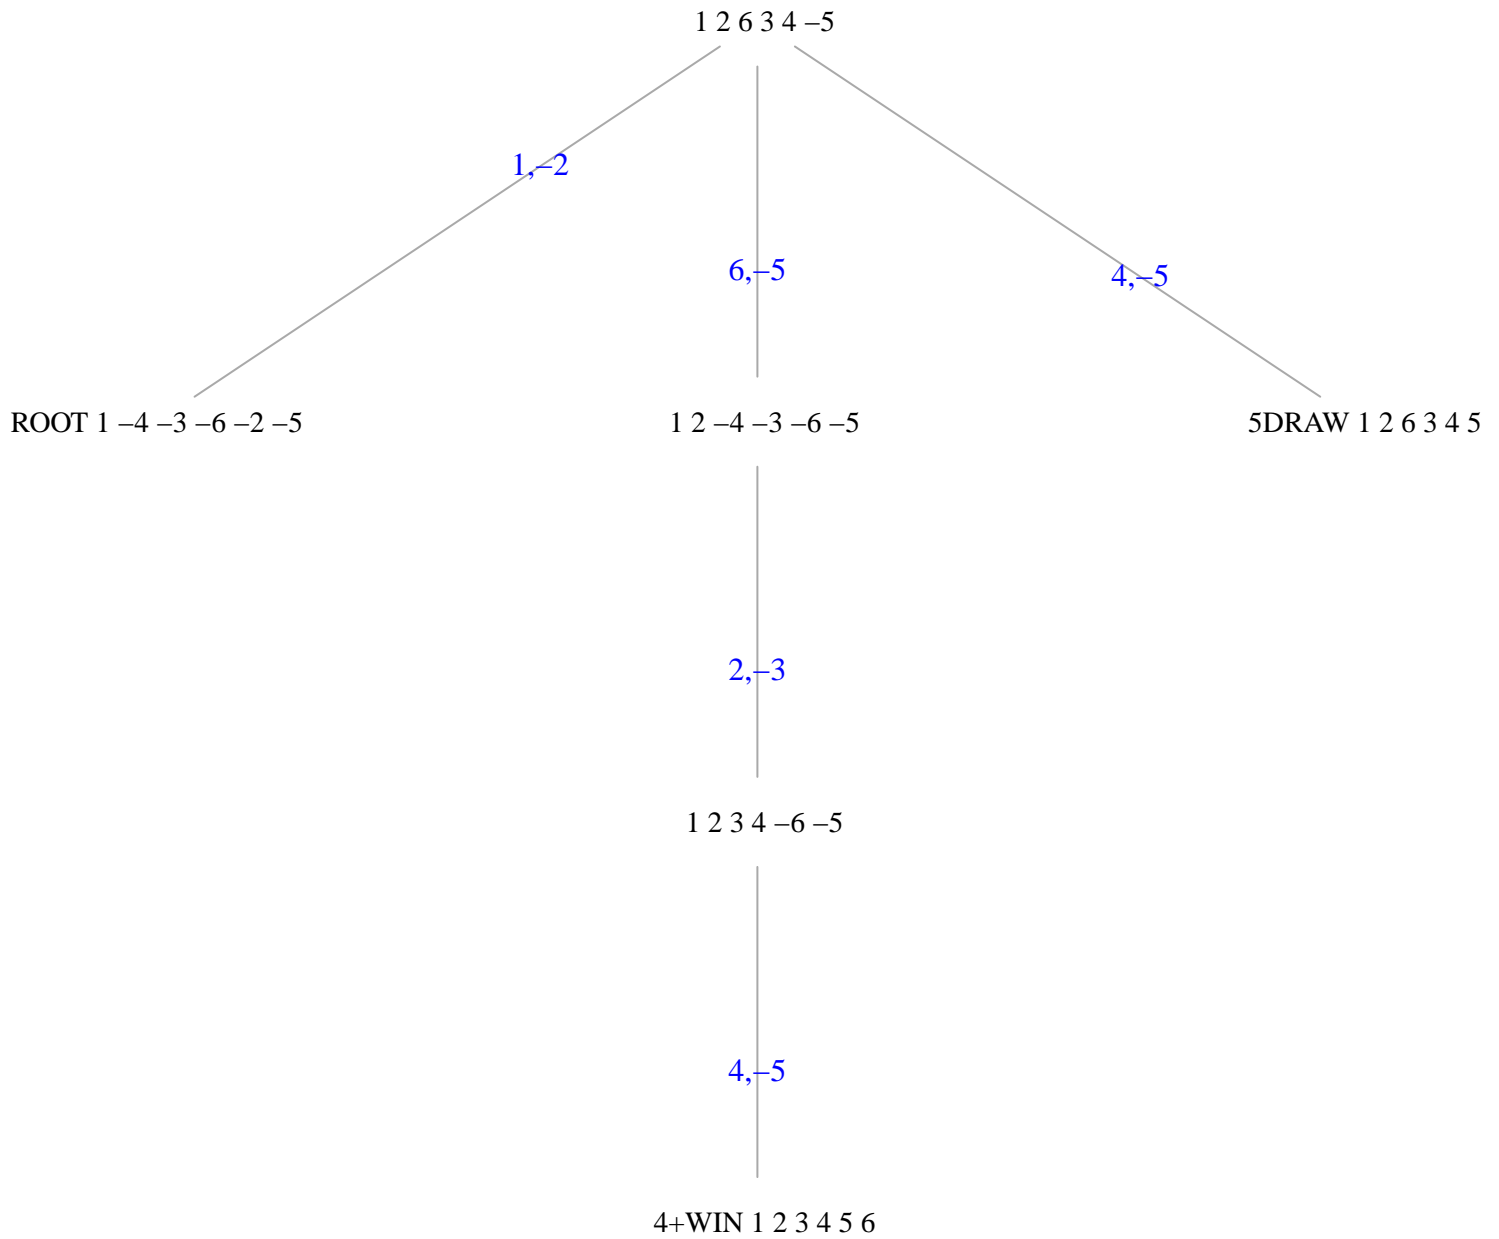 1 2 6 3 4 –5
1,–2
6,–5
4,–5
ROOT 1 –4 –3 –6 –2 –5
1 2 –4 –3 –6 –5
5DRAW 1 2 6 3 4 5
2,–3
1 2 3 4 –6 –5
4,–5
4+WIN 1 2 3 4 5 6